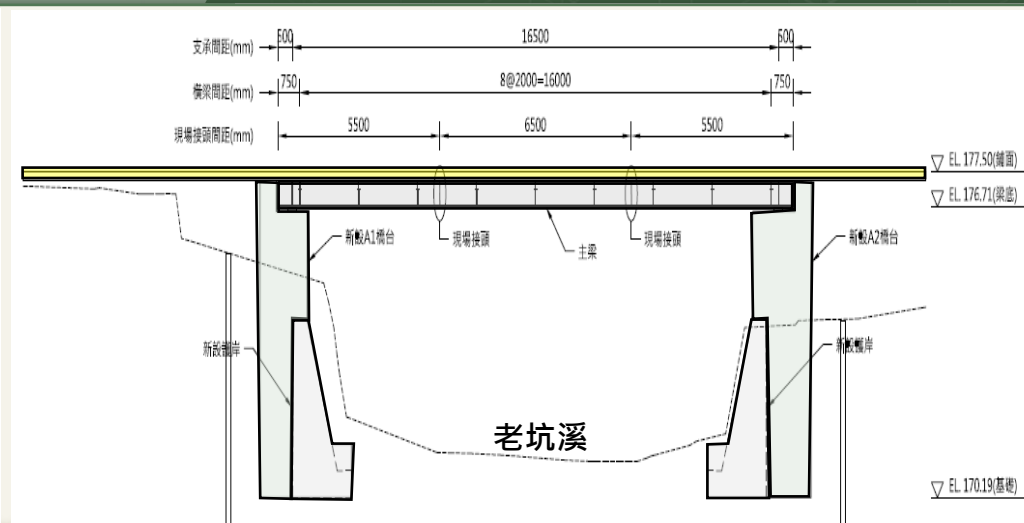 支承間距(mm) 500 16500 500
橫梁間距(mm) 750 8@2000=16000 750
現場接頭間距(mm) 5500 6500 5500
EL. 177.50(鋪面)
EL. 176.71(梁底)
新設A1橋台
現場接頭
主梁
現場接頭
新設A2橋台
新設護岸
新設護岸
老坑溪
EL. 170.19(基礎)